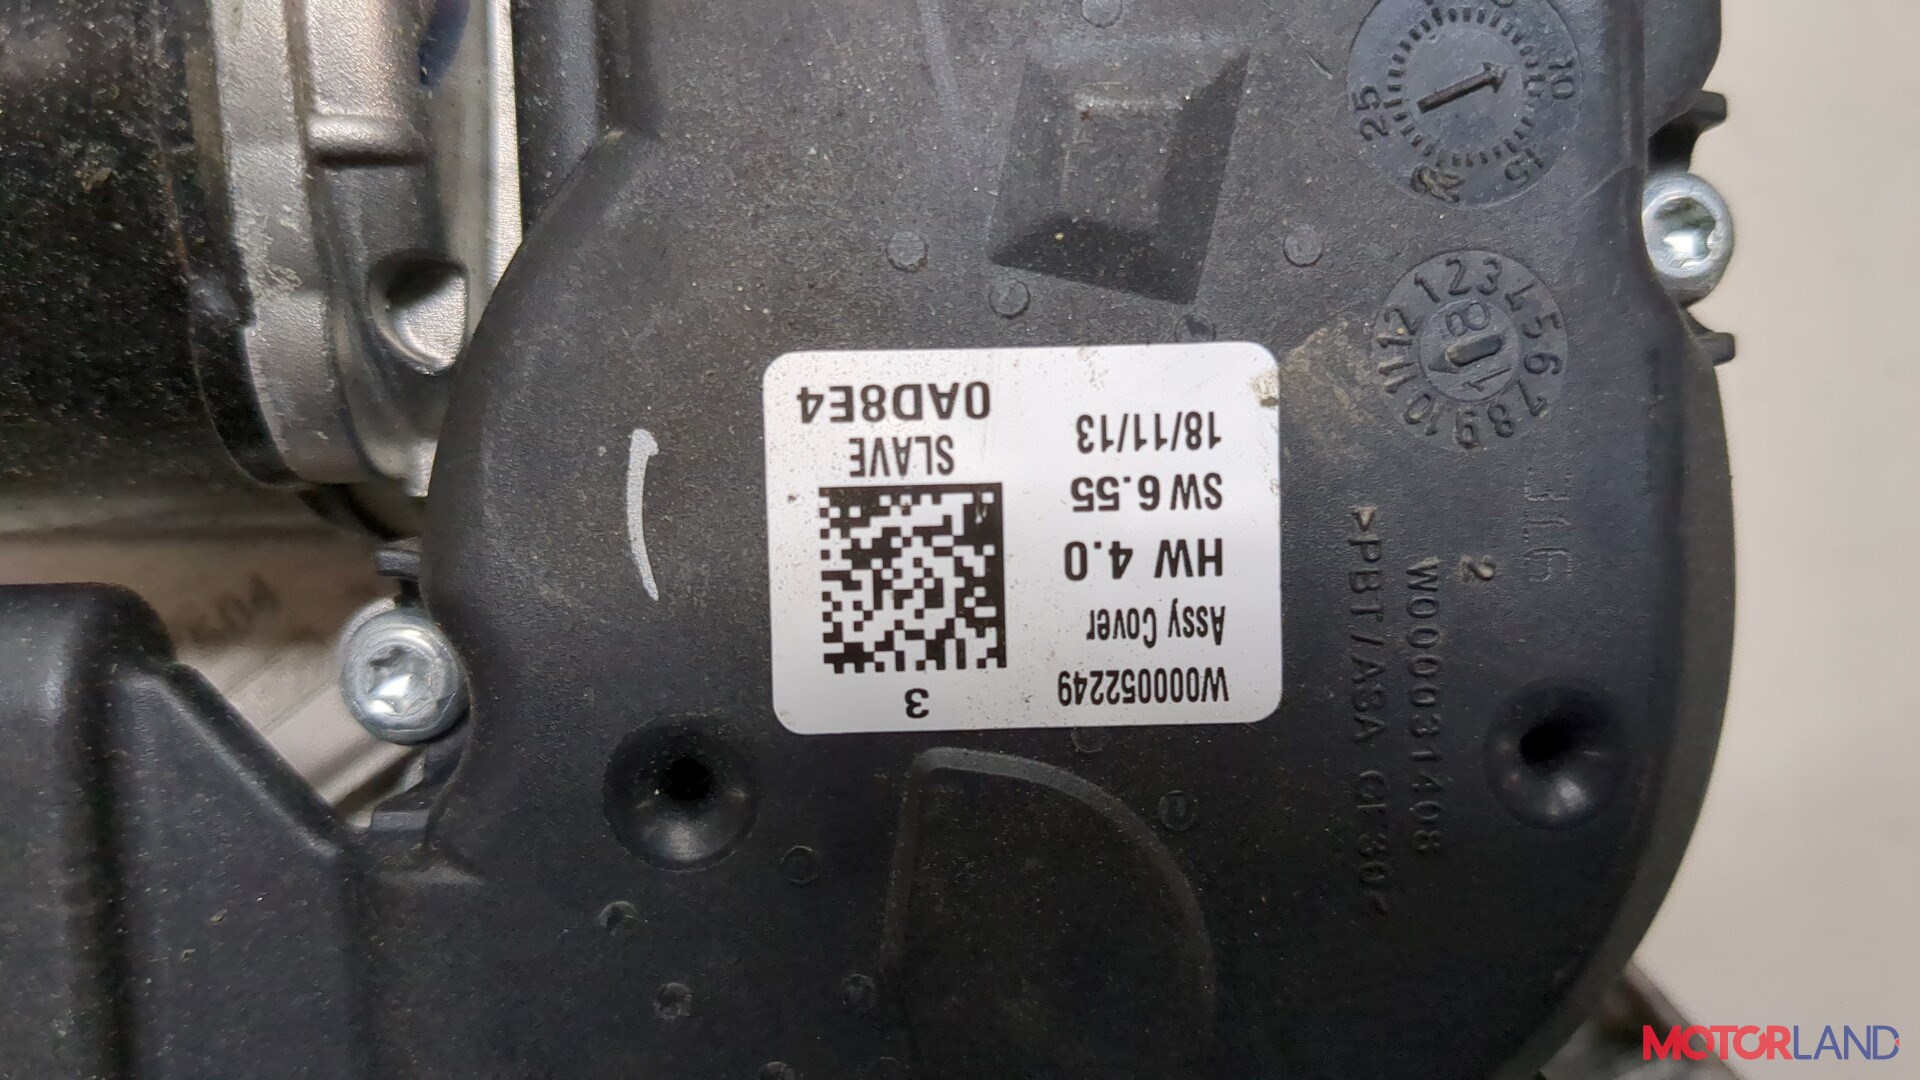 W000052249
Assy Cover
HW 4.0
SW 6.55
18/11/13
3
SLAVE
0AD8E4
W000031408
2
>PBT/ASA GF30<
1 2 3 4 5 6 7 8 9 10 11 12
18
10
15
25
MOTORLAND